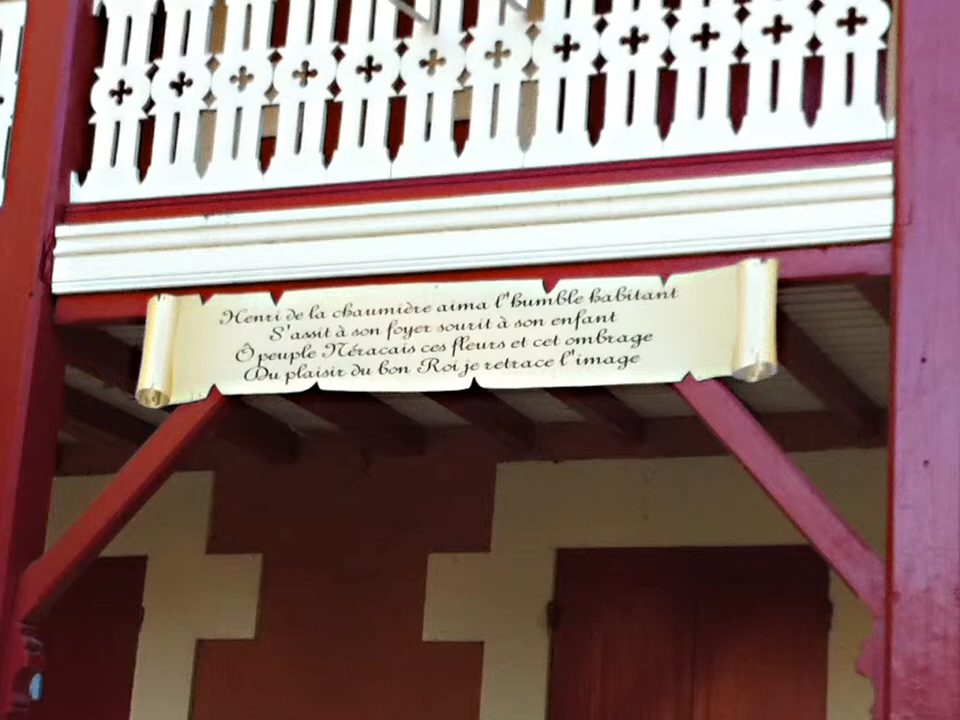 Henri de la chaumière aima l'humble habitant
S'assit à son foyer sourit à son enfant
Ô peuple Néracais ces fleurs et cet ombrage
Du plaisir du bon Roi je retrace l'image